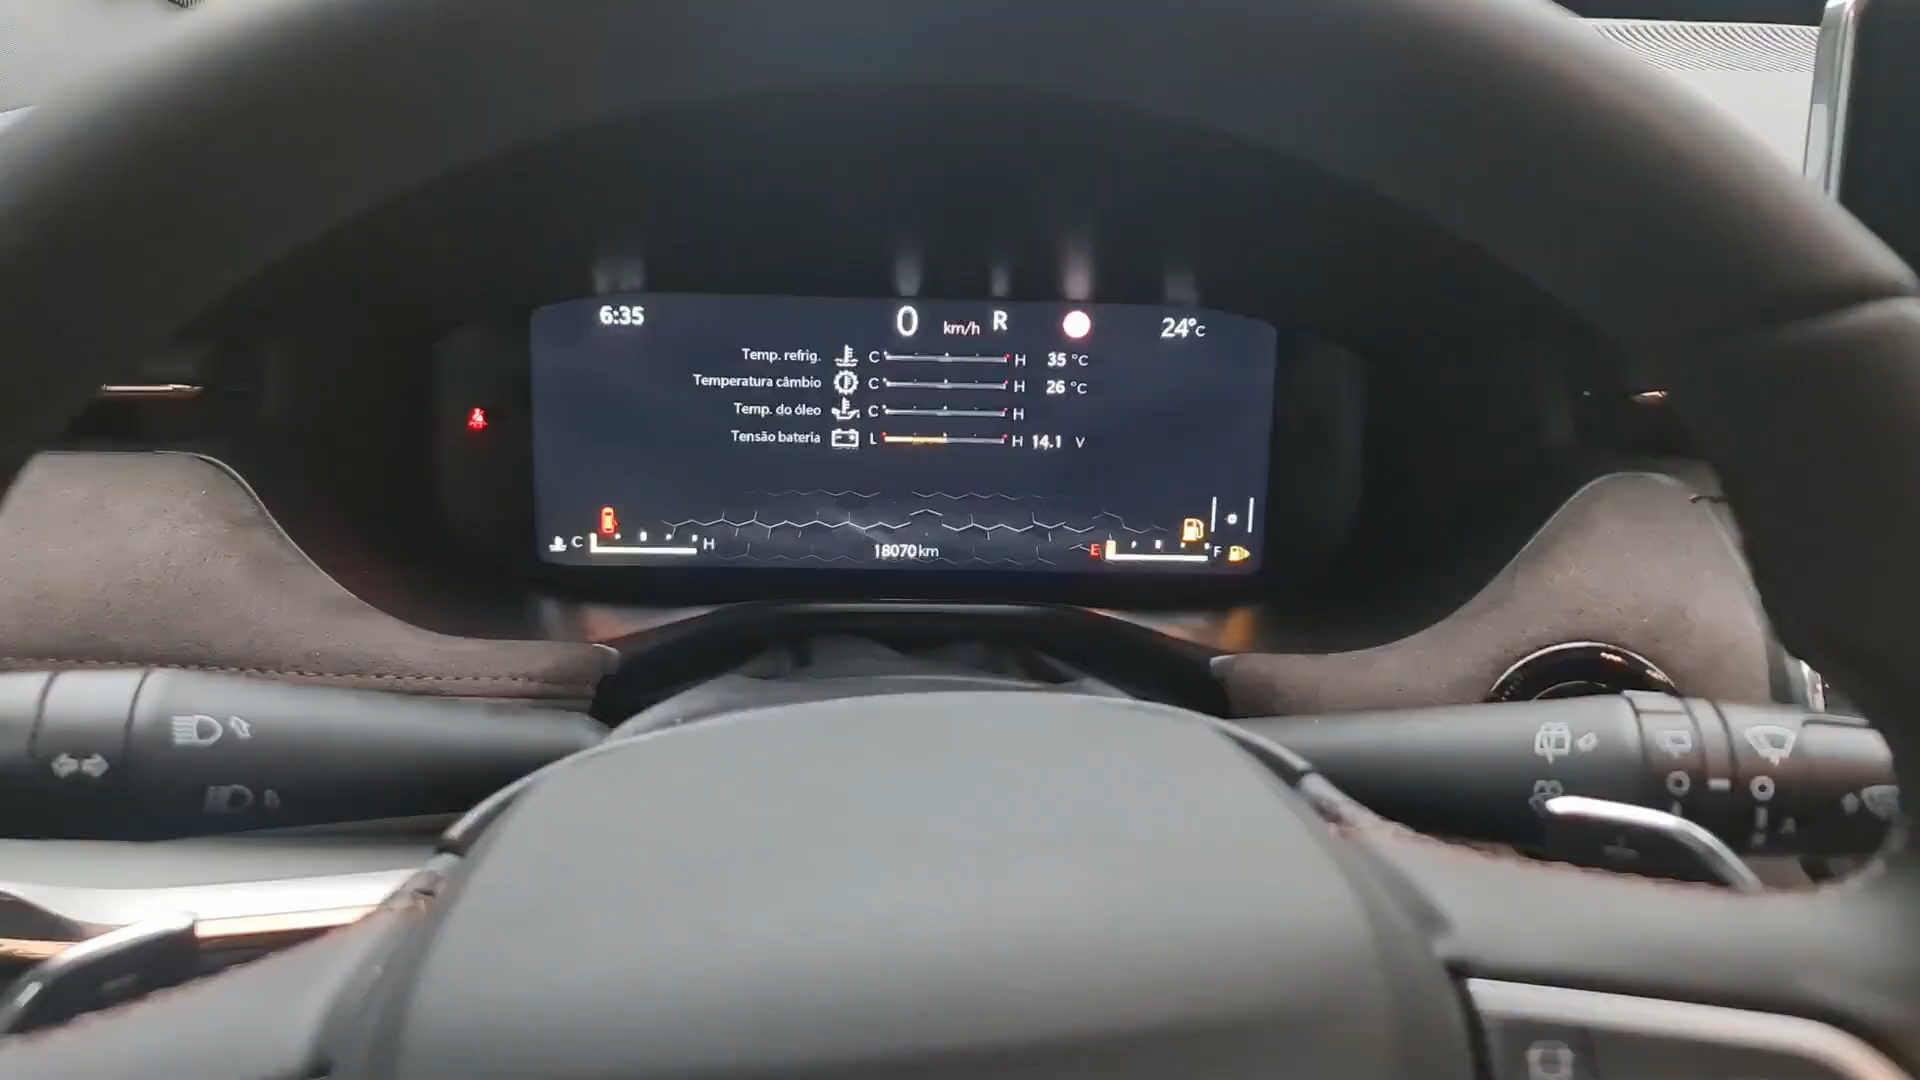 6:35 0 km/h R 24°C
Temp. refrig. C H 35 °C
Temperatura câmbio C H 26 °C
Temp. do óleo C H
Tensão bateria L H 14.1 V
C H 18070 km E F